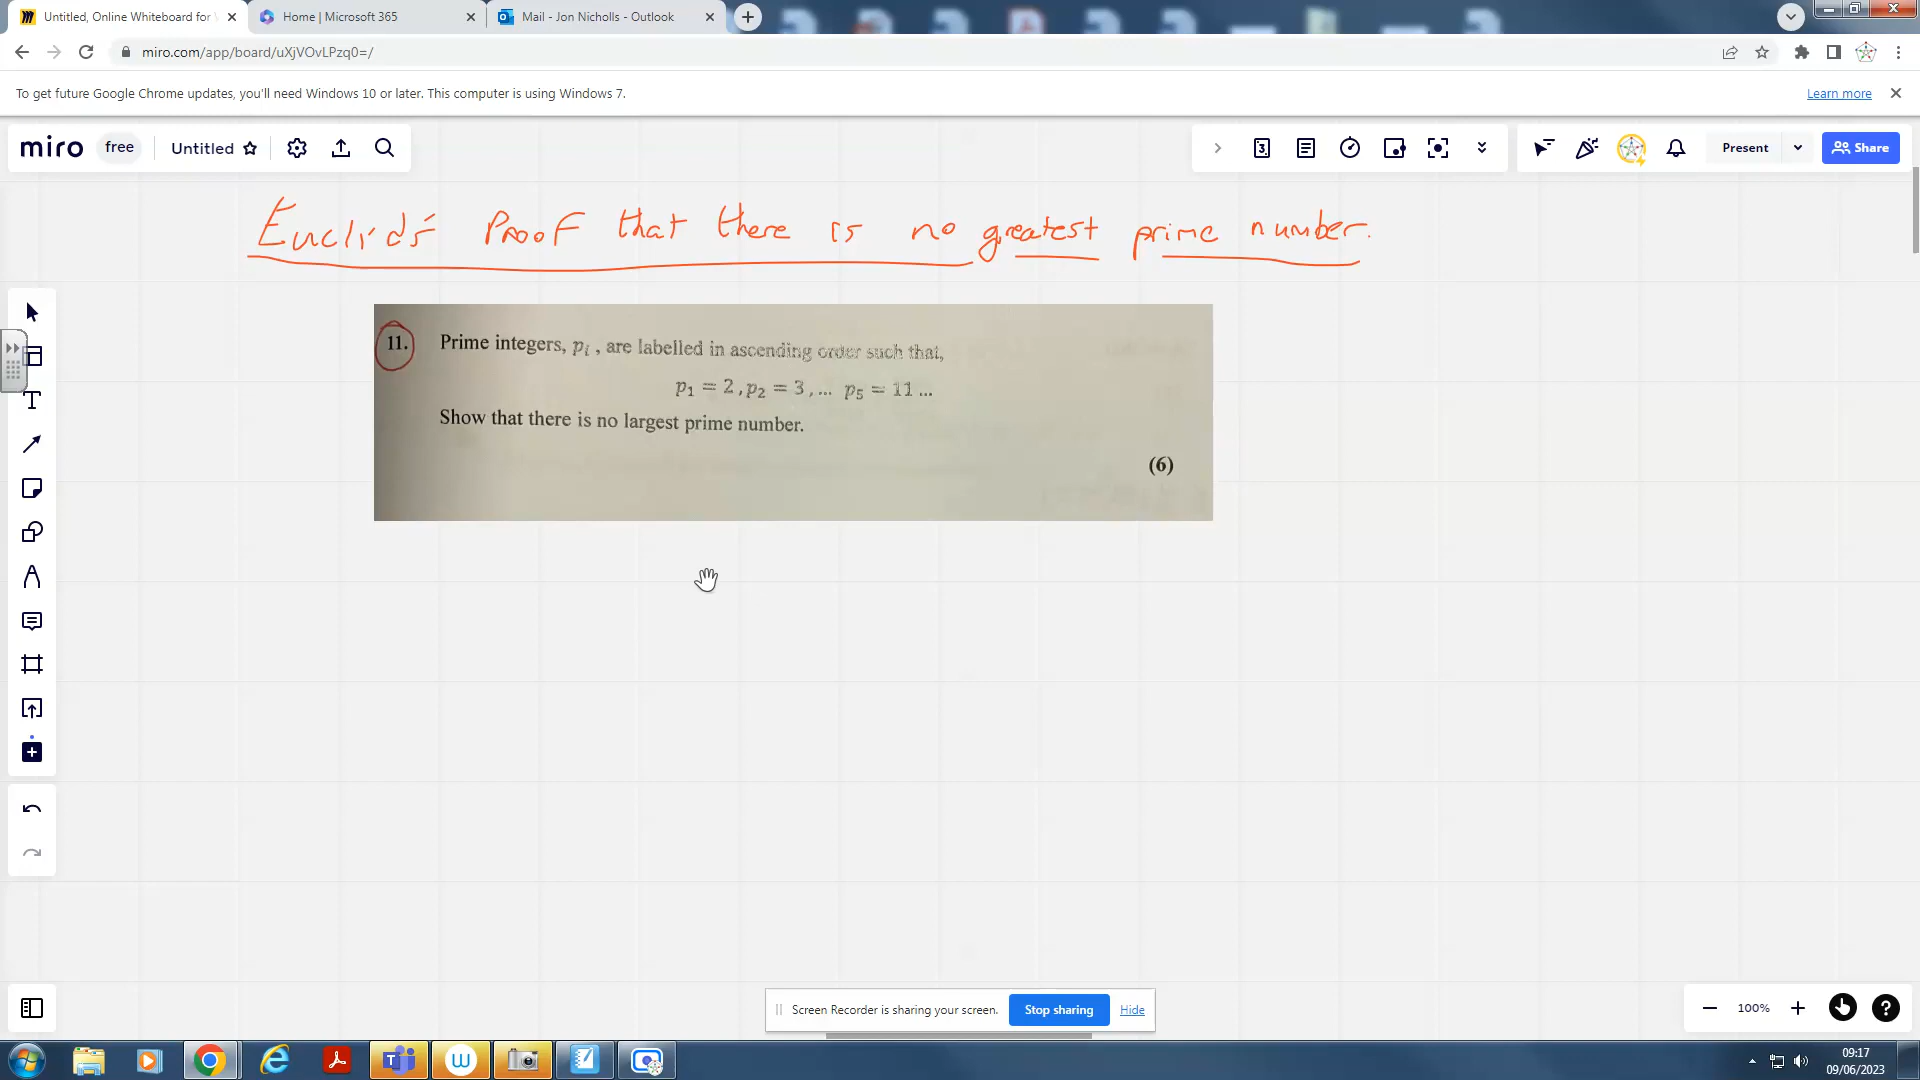 Untitled, Online Whiteboard for
Home | Microsoft 365
Mail - Jon Nicholls - Outlook
miro.com/app/board/uXjVOvLPzq0=/
To get future Google Chrome updates, you'll need Windows 10 or later. This computer is using Windows 7.
Learn more
miro
free
Untitled
Present
Share
Euclid's Proof that there is no greatest prime number.
11. Prime integers, pᵢ, are labelled in ascending order such that,
p₁ = 2, p₂ = 3, ... p₅ = 11 ...
Show that there is no largest prime number.
(6)
Screen Recorder is sharing your screen.
Stop sharing
Hide
100%
09:17
09/06/2023